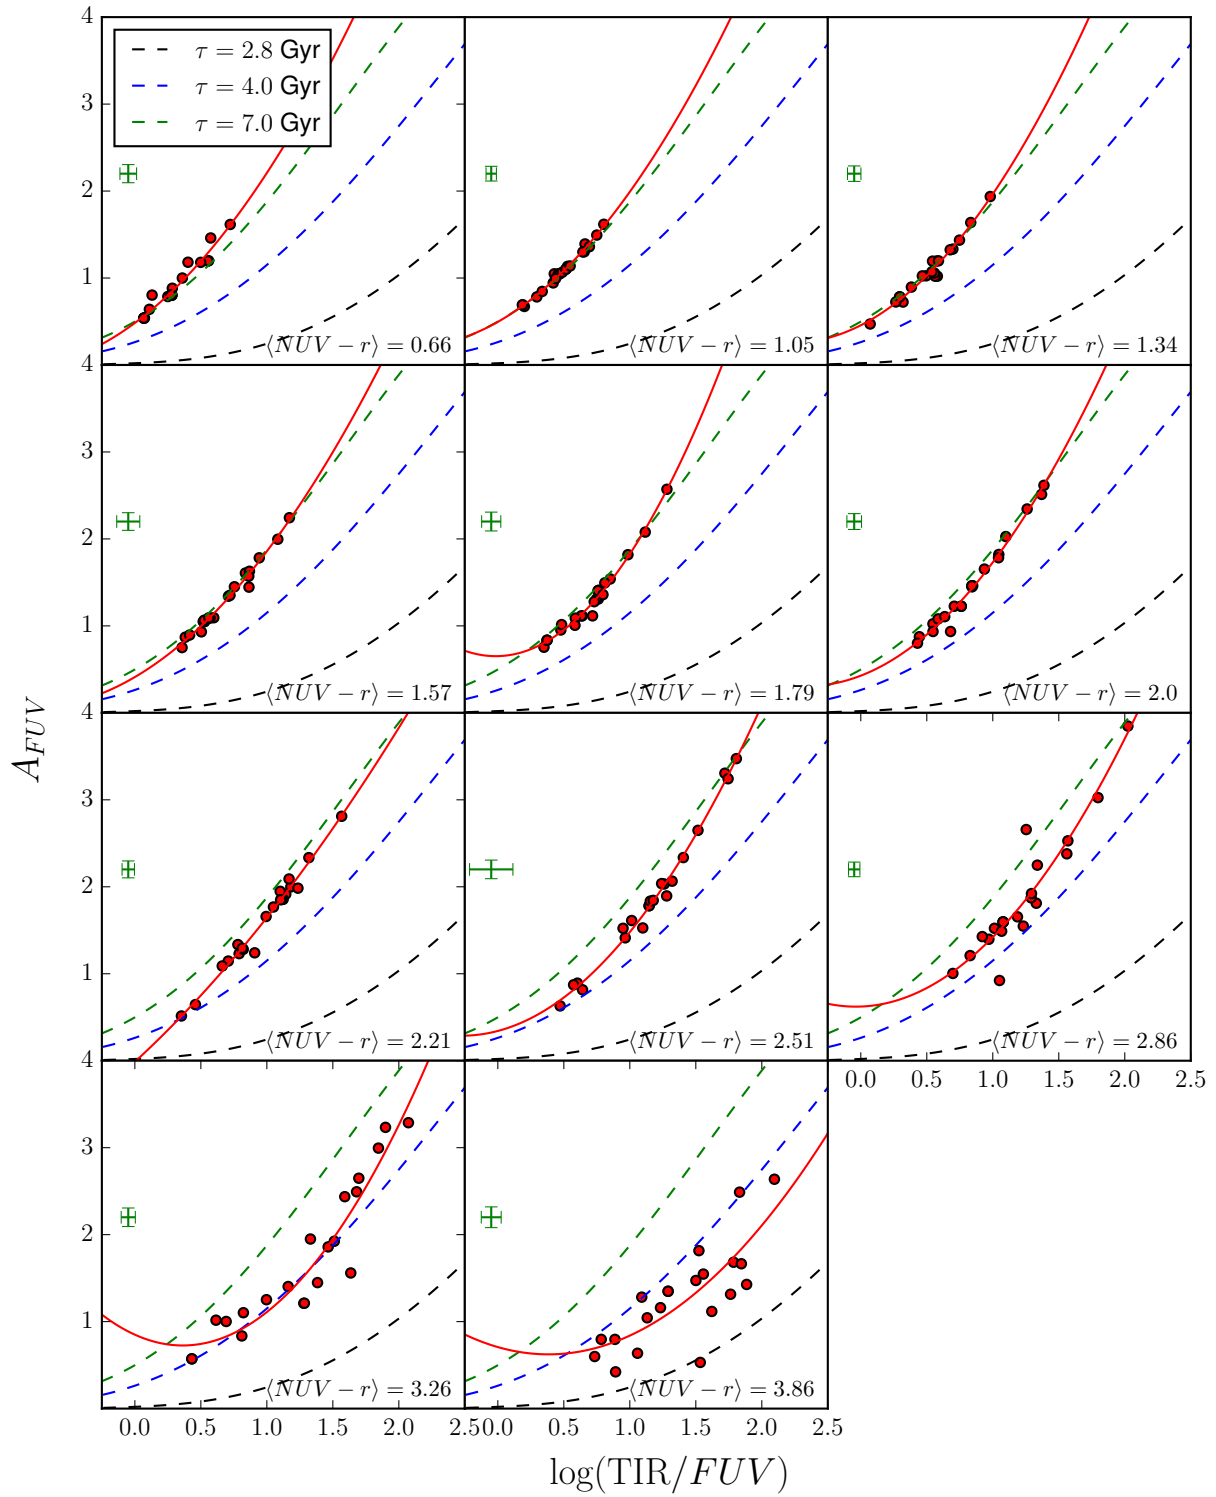 4
τ = 2.8 Gyr
τ = 4.0 Gyr
τ = 7.0 Gyr
3
2
1
⟨NUV − r⟩ = 0.66
⟨NUV − r⟩ = 1.05
⟨NUV − r⟩ = 1.34
4
3
2
1
⟨NUV − r⟩ = 1.57
⟨NUV − r⟩ = 1.79
⟨NUV − r⟩ = 2.0
A_{FUV}
4
3
2
1
⟨NUV − r⟩ = 2.21
⟨NUV − r⟩ = 2.51
⟨NUV − r⟩ = 2.86
0.0 0.5 1.0 1.5 2.0 2.5
4
3
2
1
⟨NUV − r⟩ = 3.26
⟨NUV − r⟩ = 3.86
0.0 0.5 1.0 1.5 2.0 2.5 0.0 0.5 1.0 1.5 2.0 2.5
log(TIR/FUV)